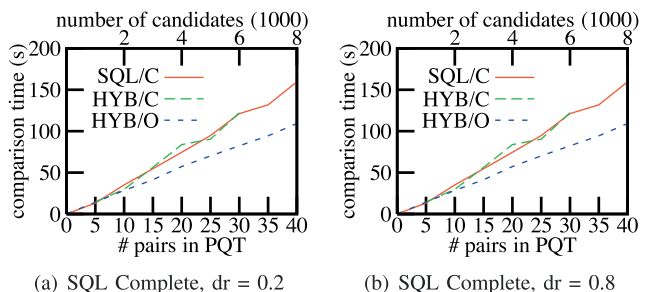 number of candidates (1000)
2 4 6 8
200
150
100
50
0
comparison time (s)
SQL/C
HYB/C
HYB/O
0 5 10 15 20 25 30 35 40
# pairs in PQT
(a) SQL Complete, dr = 0.2
number of candidates (1000)
2 4 6 8
200
150
100
50
0
comparison time (s)
SQL/C
HYB/C
HYB/O
0 5 10 15 20 25 30 35 40
# pairs in PQT
(b) SQL Complete, dr = 0.8